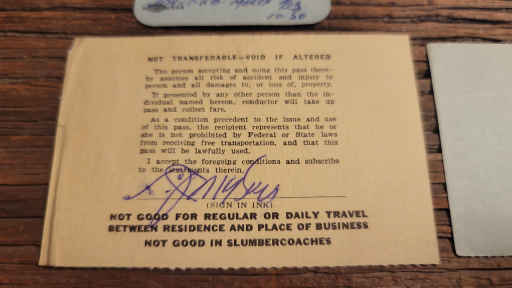 10-50
NOT TRANSFERABLE—VOID IF ALTERED
The person accepting and using this pass there-
by assumes all risk of accident and injury to
person and all damages to, or loss of, property.
If presented by any other person than the in-
dividual named hereon, conductor will take up
pass and collect fare.
As a condition precedent to the issue and use
of this pass, the recipient represents that he or
she is not prohibited by Federal or State laws
from receiving free transportation, and that this
pass will be lawfully used.
I accept the foregoing conditions and subscribe
to the statements therein.
(SIGN IN INK)
NOT GOOD FOR REGULAR OR DAILY TRAVEL
BETWEEN RESIDENCE AND PLACE OF BUSINESS
NOT GOOD IN SLUMBERCOACHES